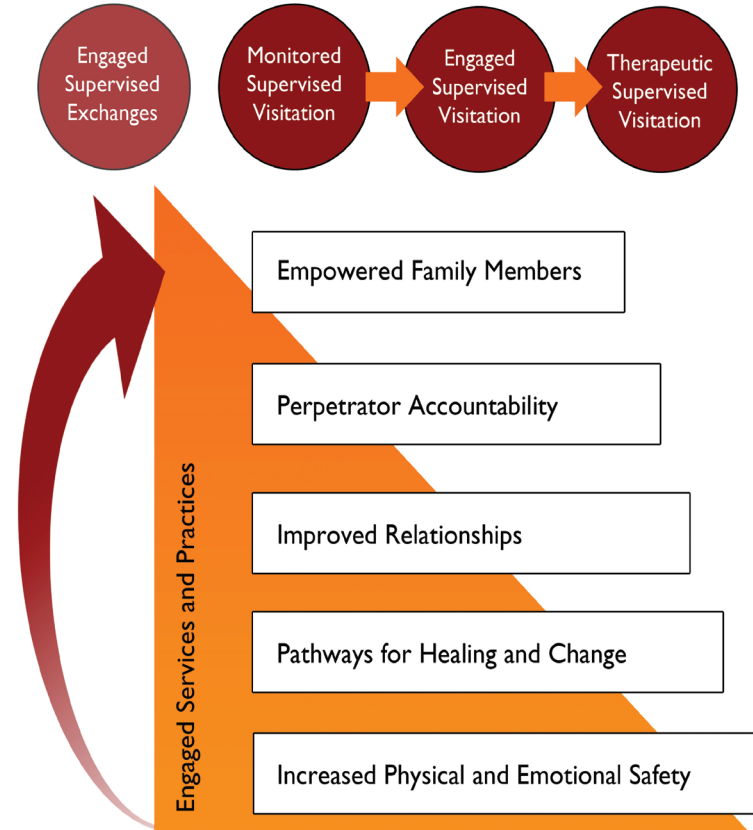 Engaged
Supervised
Exchanges
Monitored
Supervised
Visitation
Engaged
Supervised
Visitation
Therapeutic
Supervised
Visitation
Empowered Family Members
Perpetrator Accountability
Improved Relationships
Pathways for Healing and Change
Increased Physical and Emotional Safety
Engaged Services and Practices